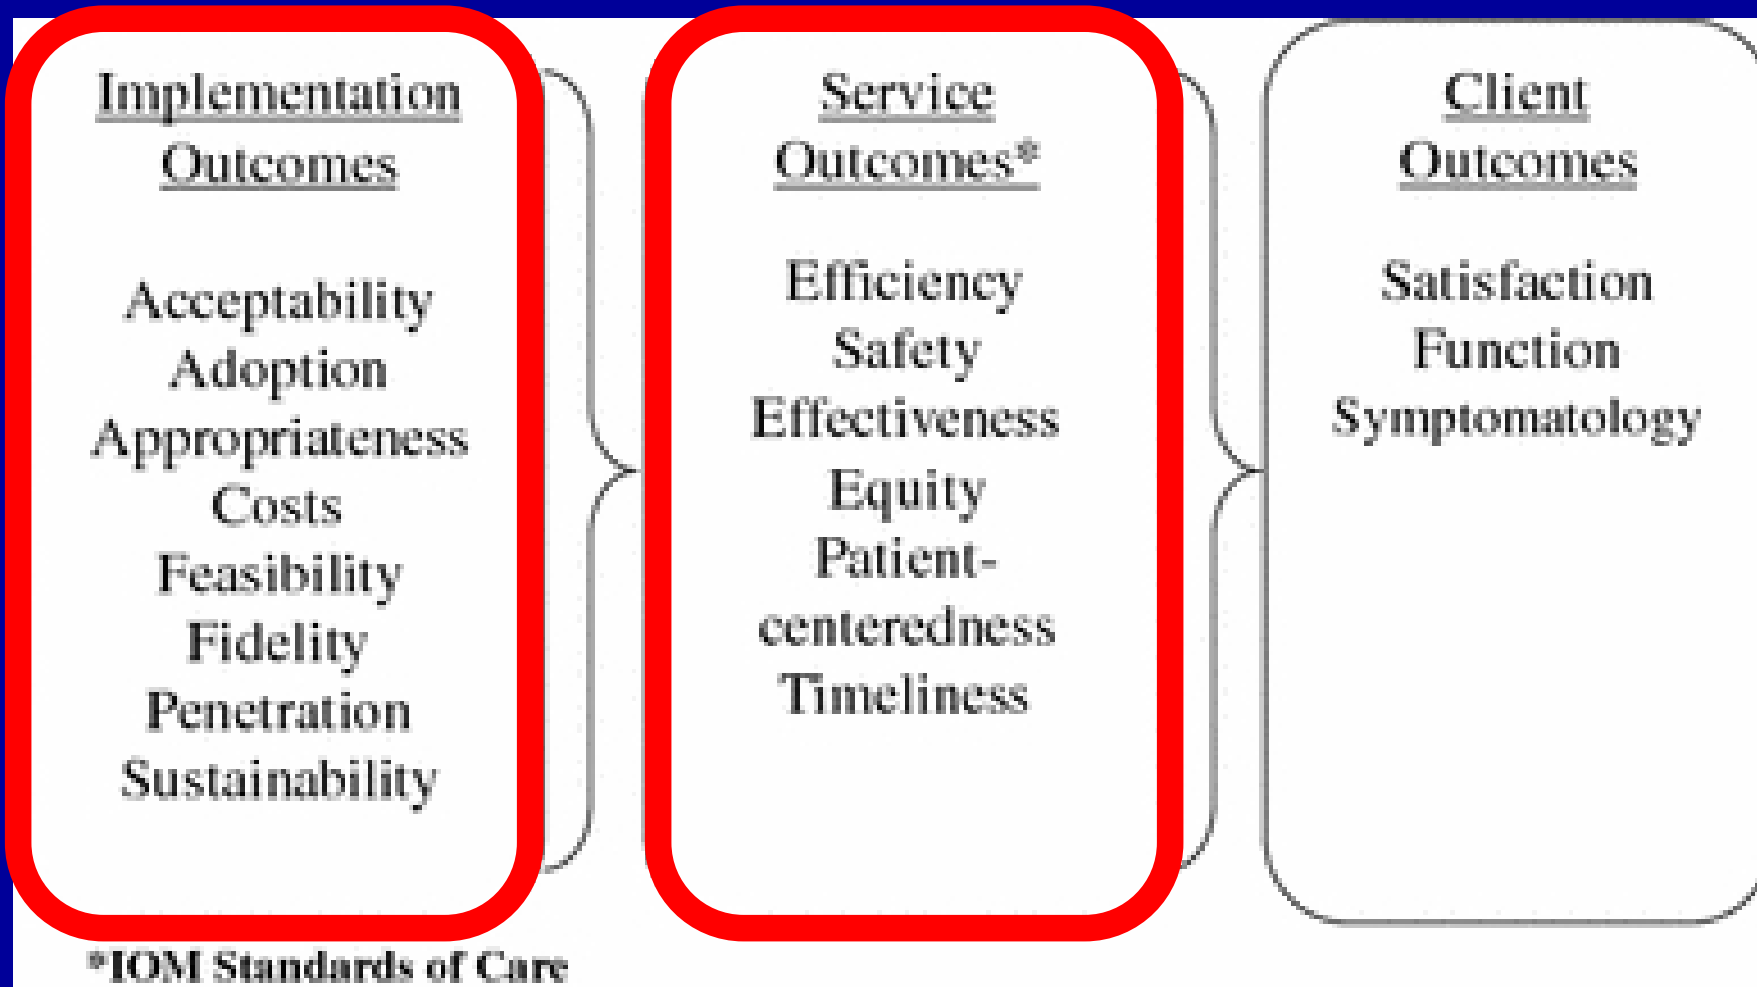 Implementation
Outcomes
Acceptability
Adoption
Appropriateness
Costs
Feasibility
Fidelity
Penetration
Sustainability
Service
Outcomes*
Efficiency
Safety
Effectiveness
Equity
Patient-
centeredness
Timeliness
Client
Outcomes
Satisfaction
Function
Symptomatology
*IOM Standards of Care